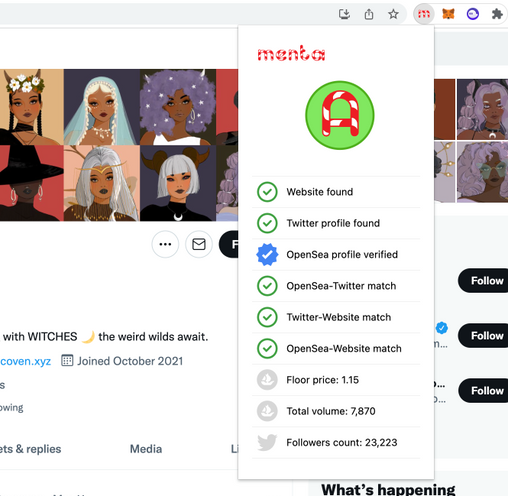 m
menta
A
Website found
Twitter profile found
OpenSea profile verified
OpenSea-Twitter match
Twitter-Website match
OpenSea-Website match
Floor price: 1.15
Total volume: 7,870
Followers count: 23,223
F
with WITCHES 🌙 the weird wilds await.
coven.xyz Joined October 2021
s
owing
ets & replies Media Li
Follow
Follow
n...
...
Follow
o...
What's happening